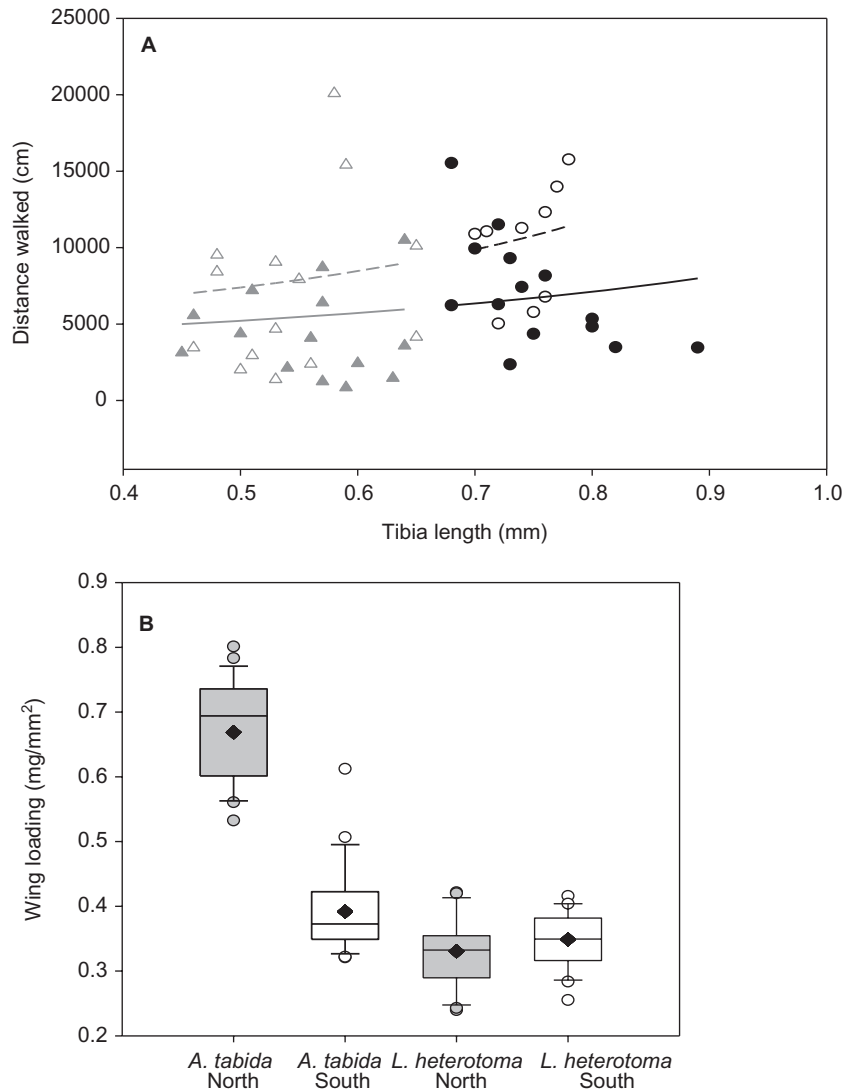 25000
A
20000
15000
10000
5000
0
Distance walked (cm)
0.4 0.5 0.6 0.7 0.8 0.9 1.0
Tibia length (mm)
0.9
B
0.8
0.7
0.6
0.5
0.4
0.3
0.2
Wing loading (mg/mm²)
A. tabida A. tabida L. heterotoma L. heterotoma
North South North South